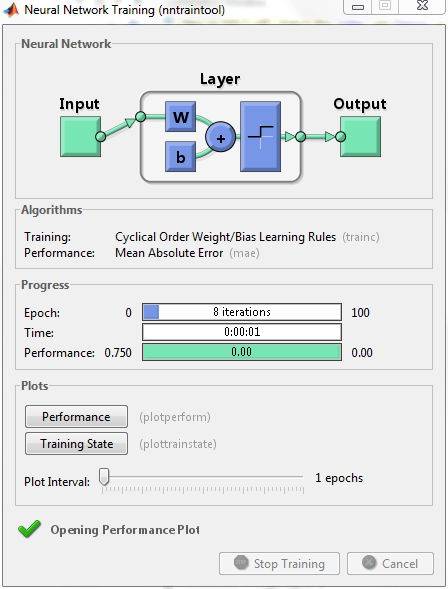 Neural Network Training (nntraintool)
Neural Network
Layer
Input
Output
W
b
+
Algorithms
Training: Cyclical Order Weight/Bias Learning Rules (trainc)
Performance: Mean Absolute Error (mae)
Progress
Epoch: 0 8 iterations 100
Time: 0:00:01
Performance: 0.750 0.00 0.00
Plots
Performance (plotperform)
Training State (plottrainstate)
Plot Interval: 1 epochs
Opening Performance Plot
Stop Training Cancel